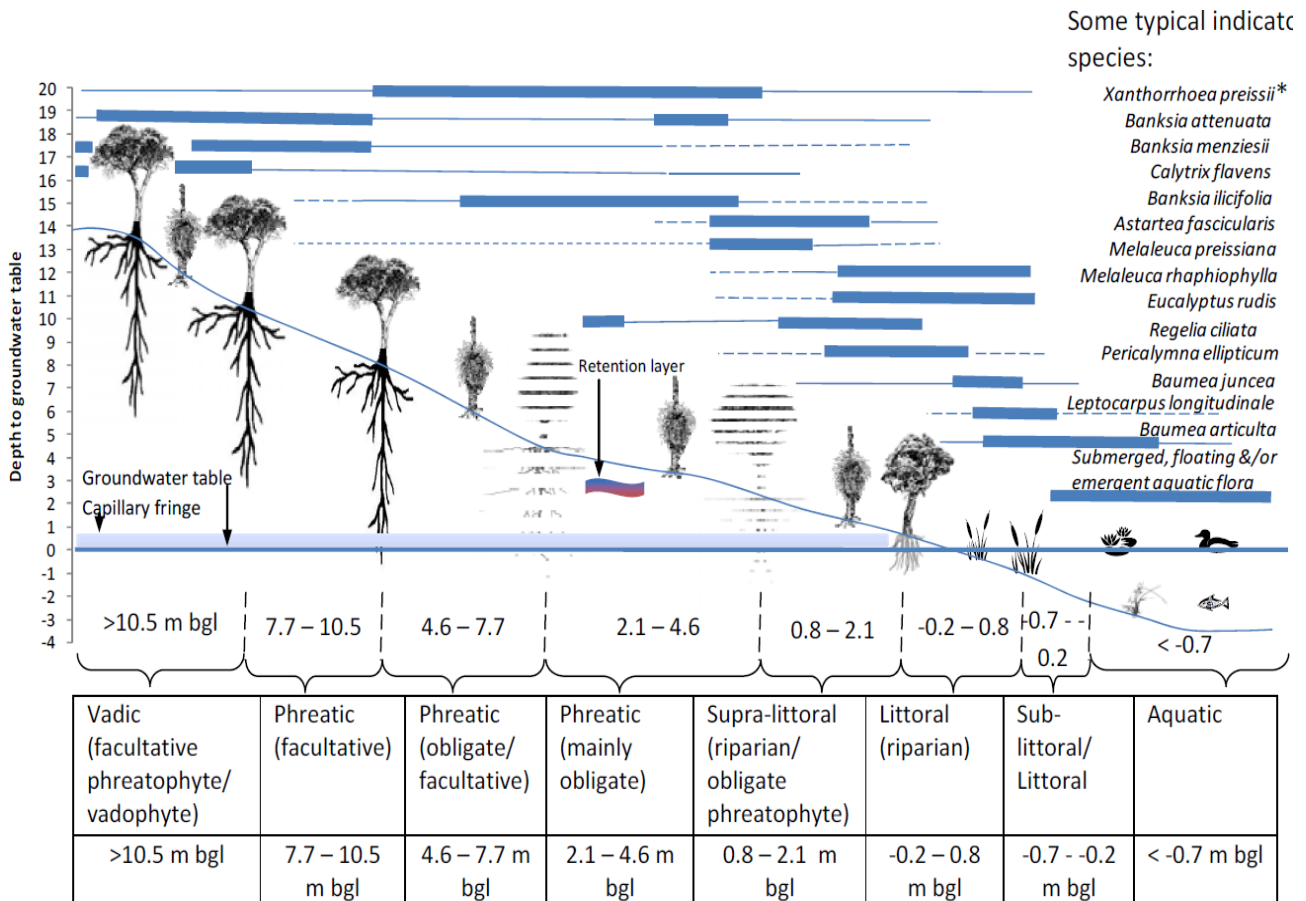 Some typical indicato
species:
20
19
18
17
16
15
14
13
12
11
10
9
8
7
6
5
4
3
2
1
0
-1
-2
-3
-4
Depth to groundwater table
Xanthorrhoea preissii*
Banksia attenuata
Banksia menziesii
Calytrix flavens
Banksia ilicifolia
Astartea fascicularis
Melaleuca preissiana
Melaleuca rhaphiophylla
Eucalyptus rudis
Regelia ciliata
Pericalymna ellipticum
Baumea juncea
Leptocarpus longitudinale
Baumea articulta
Submerged, floating &/or
emergent aquatic flora
Retention layer
Groundwater table
Capillary fringe
>10.5 m bgl
7.7 – 10.5
4.6 – 7.7
2.1 – 4.6
0.8 – 2.1
-0.2 – 0.8
-0.7 - -
0.2
< -0.7
Vadic
(facultative
phreatophyte/
vadophyte)
Phreatic
(facultative)
Phreatic
(obligate/
facultative)
Phreatic
(mainly
obligate)
Supra-littoral
(riparian/
obligate
phreatophyte)
Littoral
(riparian)
Sub-
littoral/
Littoral
Aquatic
>10.5 m bgl
7.7 – 10.5
m bgl
4.6 – 7.7 m
bgl
2.1 – 4.6 m
bgl
0.8 – 2.1 m
bgl
-0.2 – 0.8
m bgl
-0.7 - -0.2
m bgl
< -0.7 m bgl